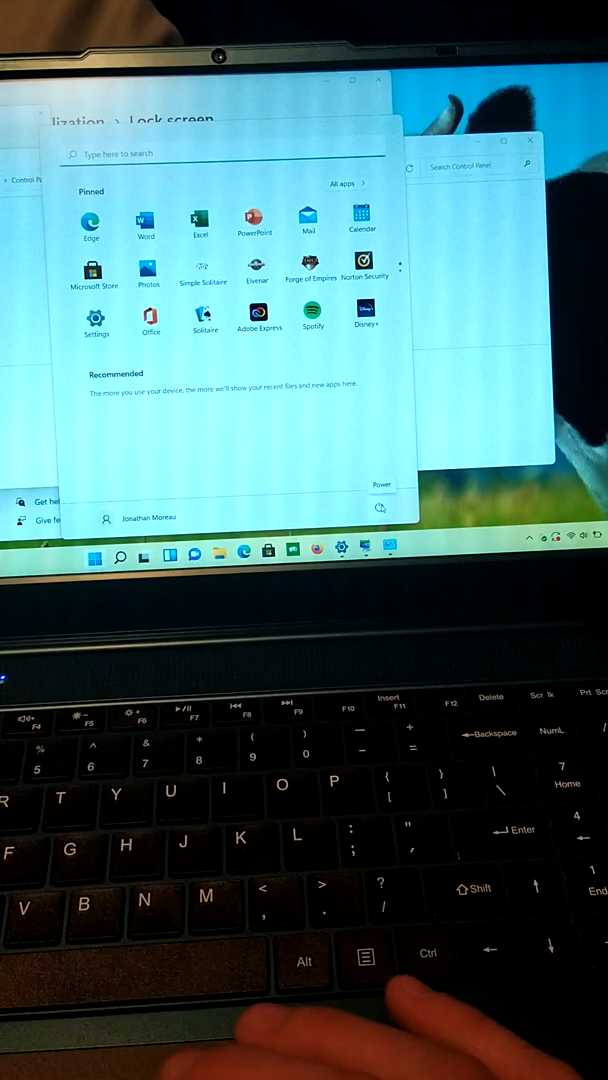 lization > Lock screen
> Control Pa
Type here to search
Search Control Panel
Pinned
All apps >
Edge
Word
Excel
PowerPoint
Mail
Calendar
Microsoft Store
Photos
Simple Solitaire
Elvenar
Forge of Empires
Norton Security
Settings
Office
Solitaire
Adobe Express
Spotify
Disney+
Recommended
The more you use your device, the more we'll show your recent files and new apps here.
Power
Get hel
Give fe
Jonathan Moreau
F4
F5
F6
F7
F8
F9
F10
Insert
F11
F12
Delete
Scr lk
Prt Scr
% 5
^ 6
& 7
* 8
( 9
) 0
— -
+ =
Backspace
NumL
/
R
T
Y
U
I
O
P
{ [
} ]
| \
7 Home
F
G
H
J
K
L
: ;
" '
Enter
4
V
B
N
M
< ,
> .
? /
Shift
1 End
Alt
Ctrl